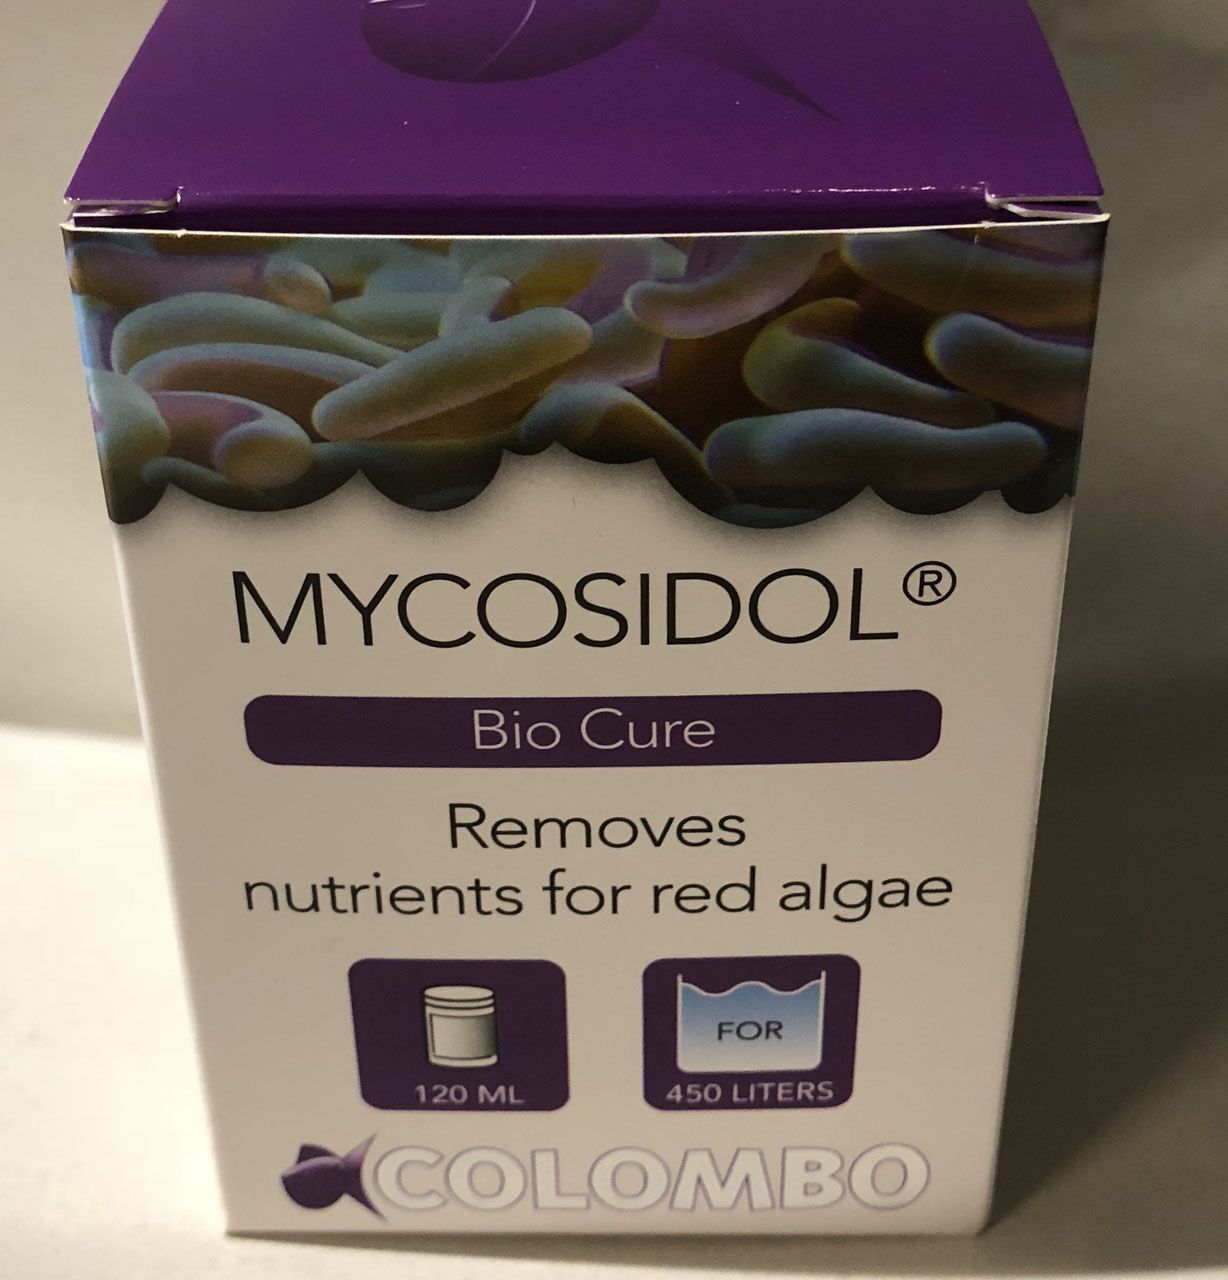 MYCOSIDOL®
Bio Cure
Removes
nutrients for red algae
120 ML
FOR
450 LITERS
COLOMBO